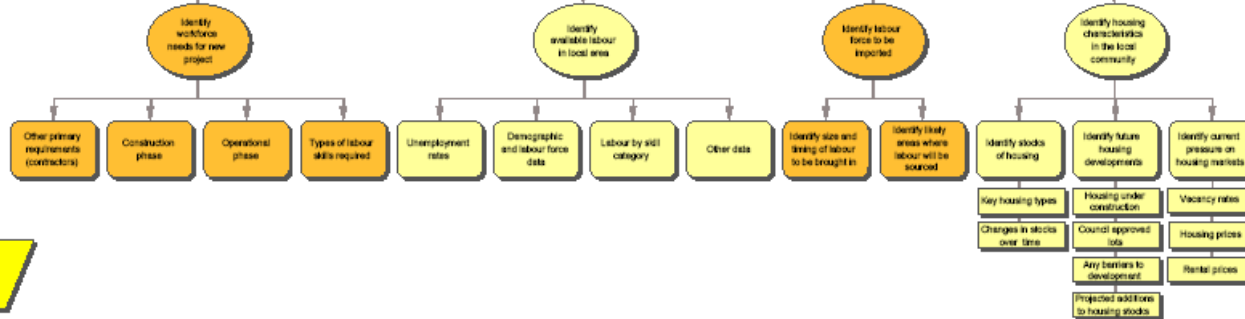 Identify
workforce
needs for new
project
Identify
available labour
in local area
Identify labour
force to be
imported
Identify housing
characteristics
in the local
community
Other primary
requirements
(contractors)
Construction
phase
Operational
phase
Types of labour
skills required
Unemployment
rates
Demographic
and labour force
data
Labour by skill
category
Other data
Identify size and
timing of labour
to be brought in
Identify likely
areas where
labour will be
sourced
Identify stocks
of housing
Identify future
housing
developments
Identify current
pressure on
housing markets
Key housing types
Changes in stocks
over time
Housing under
construction
Council approved
lots
Any barriers to
development
Projected additions
to housing stocks
Vacancy rates
Housing prices
Rental prices